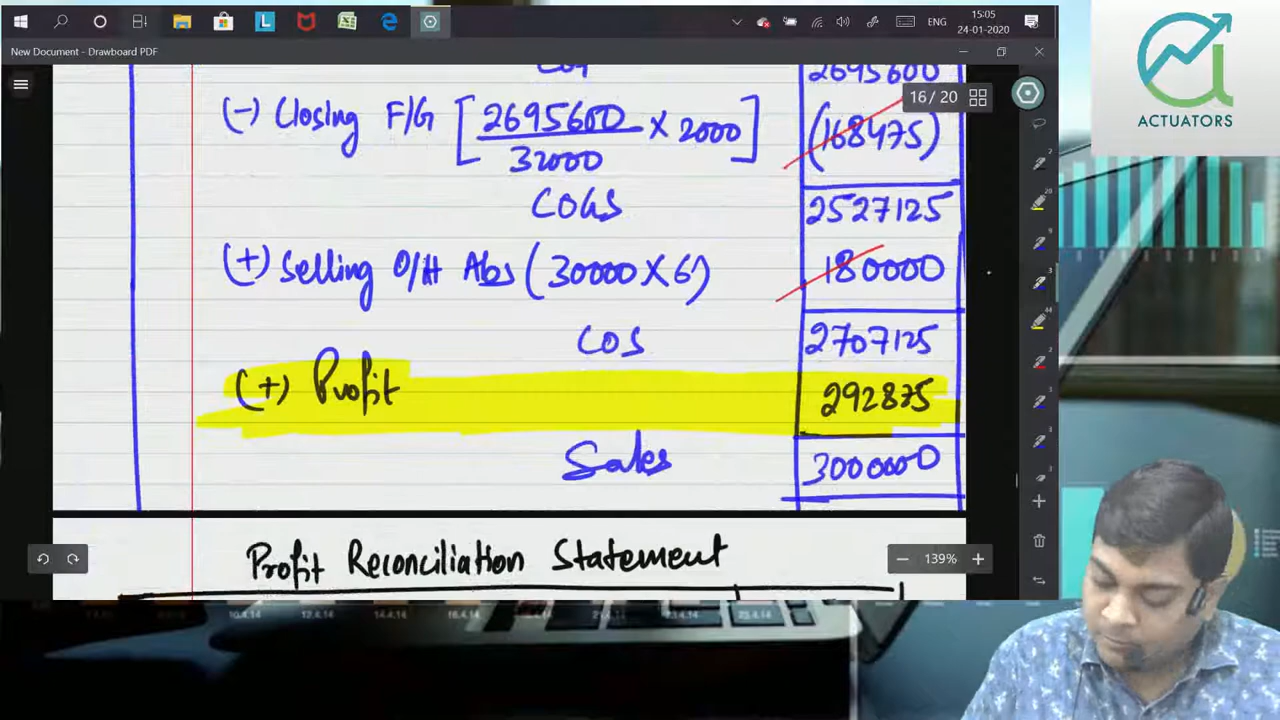 15:05
ENG
24-01-2020
New Document - Drawboard PDF
2695600
16 / 20
(-) Closing F/G [ 2695600 / 32000 × 2000 ] (168475)
COGS 2527125
(+) Selling O/H Abs (30000 × 6) 180000
COS 2707125
(+) Profit 292875
Sales 3000000
Profit Reconciliation Statement
139%
ACTUATORS